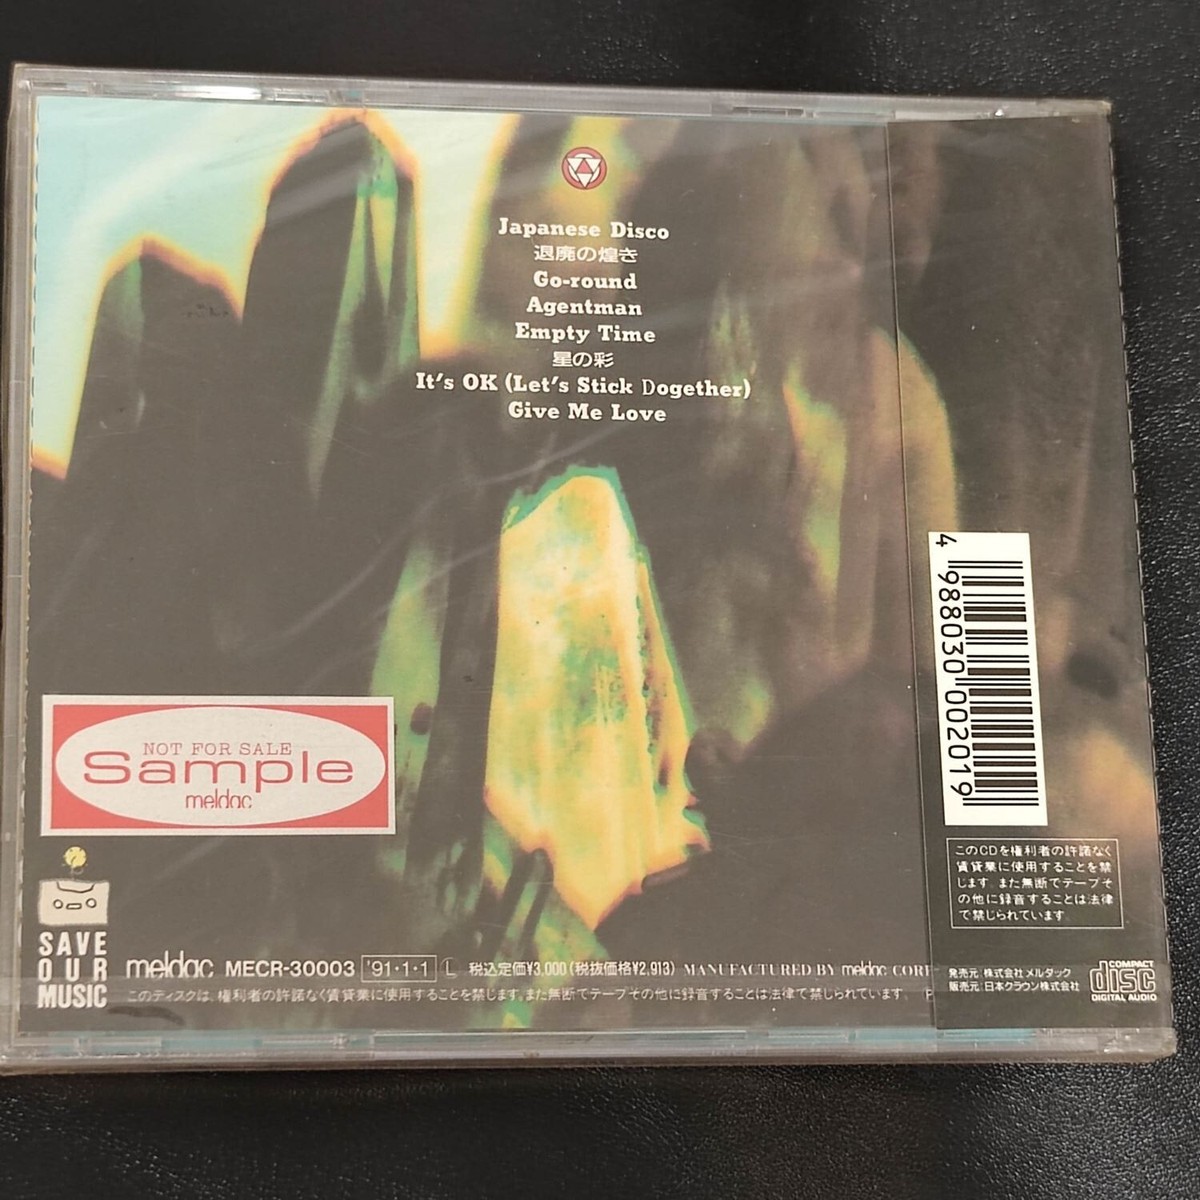 Japanese Disco
退廃の煌き
Go-round
Agentman
Empty Time
星の彩
It's OK (Let's Stick Dogether)
Give Me Love
NOT FOR SALE
Sample
meldac
SAVE
OUR
MUSIC
meldac MECR-30003 '91・1・1 L 税込定価¥3,000(税抜価格¥2,913) MANUFACTURED BY meldac CORP
このディスクは、権利者の許諾なく賃貸業に使用することを禁じます。また無断でテープその他に録音することは法律で禁じられています。 P
4 988030 002019
このCDを権利者の許諾なく
賃貸業に使用することを禁
じます。また無断でテープそ
の他に録音することは法律
で禁じられています。
発売元 株式会社メルダック
販売元:日本クラウン株式会社
COMPACT
disc
DIGITAL AUDIO